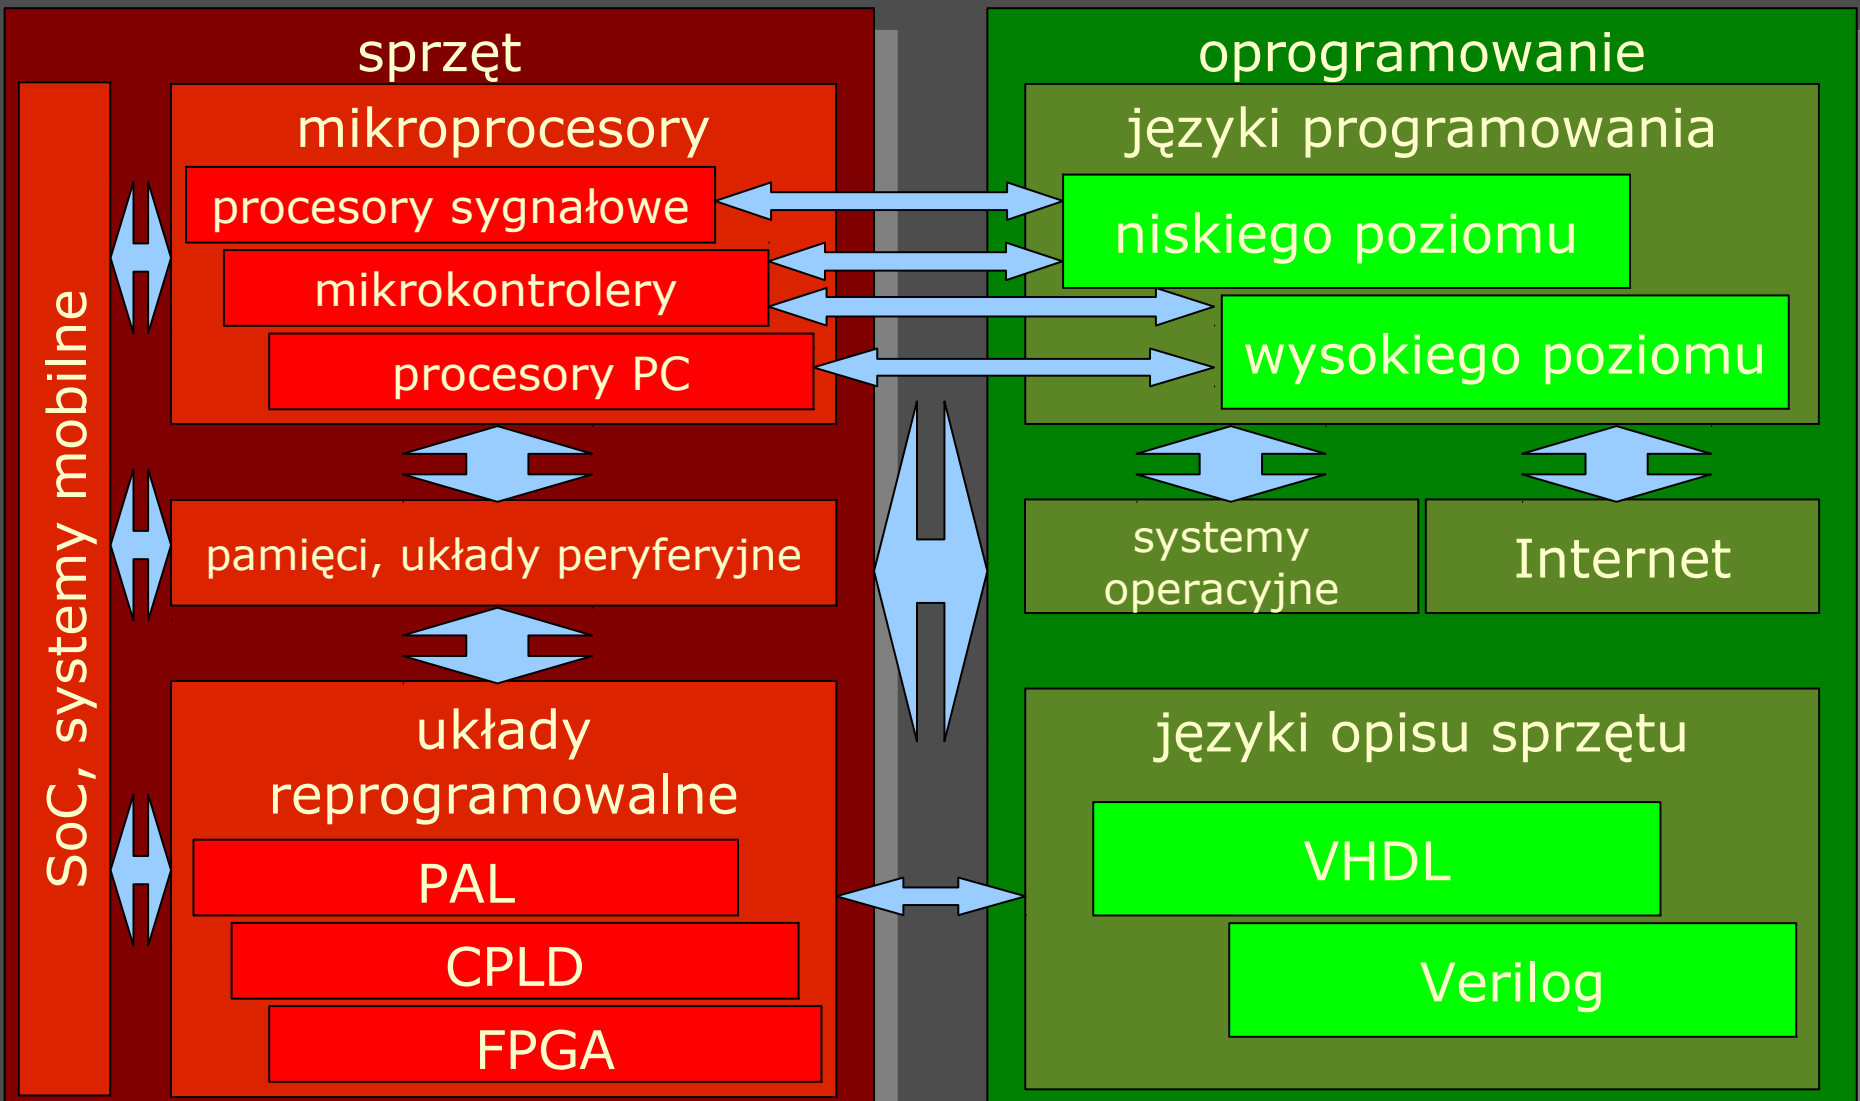 sprzęt
SoC, systemy mobilne
mikroprocesory
procesory sygnałowe
mikrokontrolery
procesory PC
pamięci, układy peryferyjne
układy
reprogramowalne
PAL
CPLD
FPGA
oprogramowanie
języki programowania
niskiego poziomu
wysokiego poziomu
systemy
operacyjne
Internet
języki opisu sprzętu
VHDL
Verilog